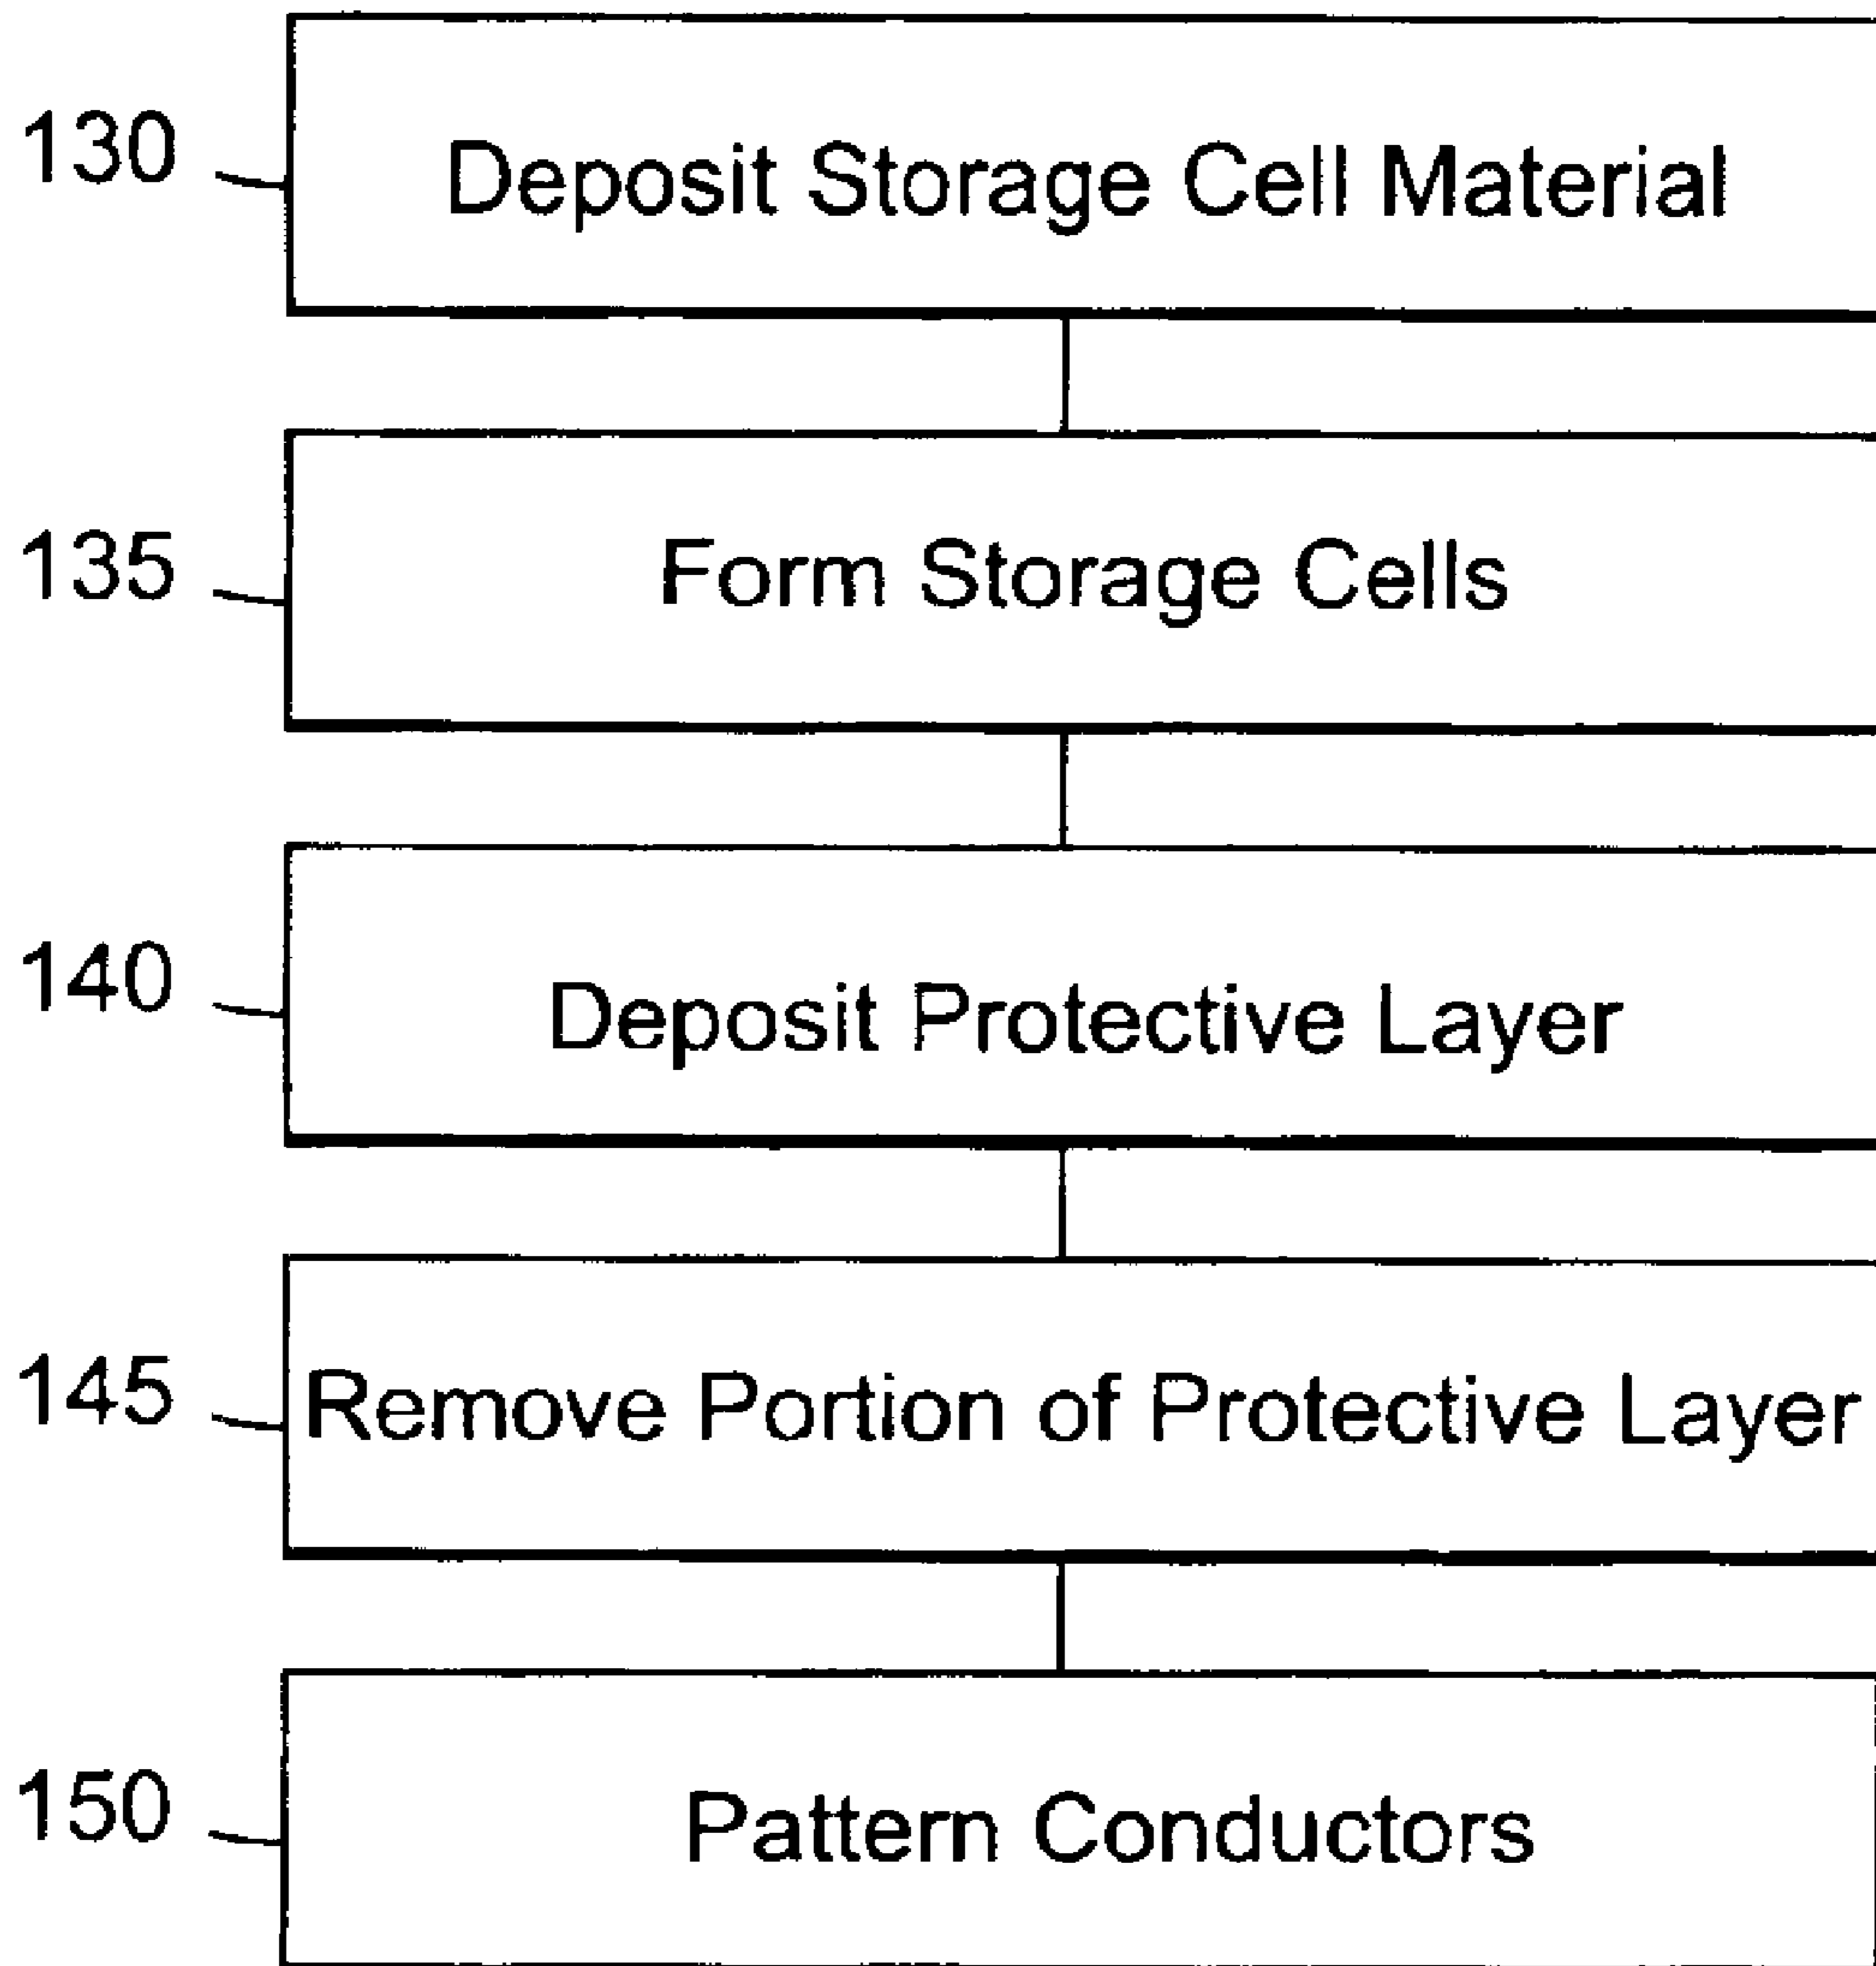 130 Deposit Storage Cell Material
135 Form Storage Cells
140 Deposit Protective Layer
145 Remove Portion of Protective Layer
150 Pattern Conductors